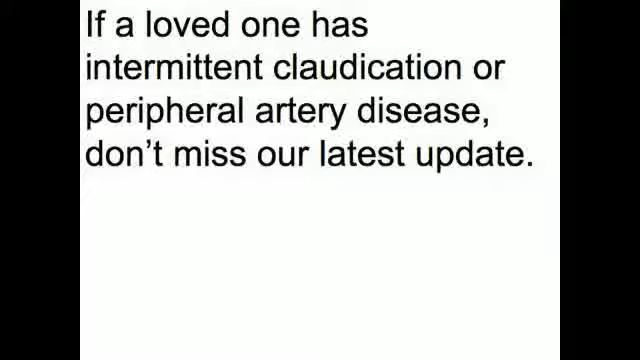 If a loved one has
intermittent claudication or
peripheral artery disease,
don’t miss our latest update.